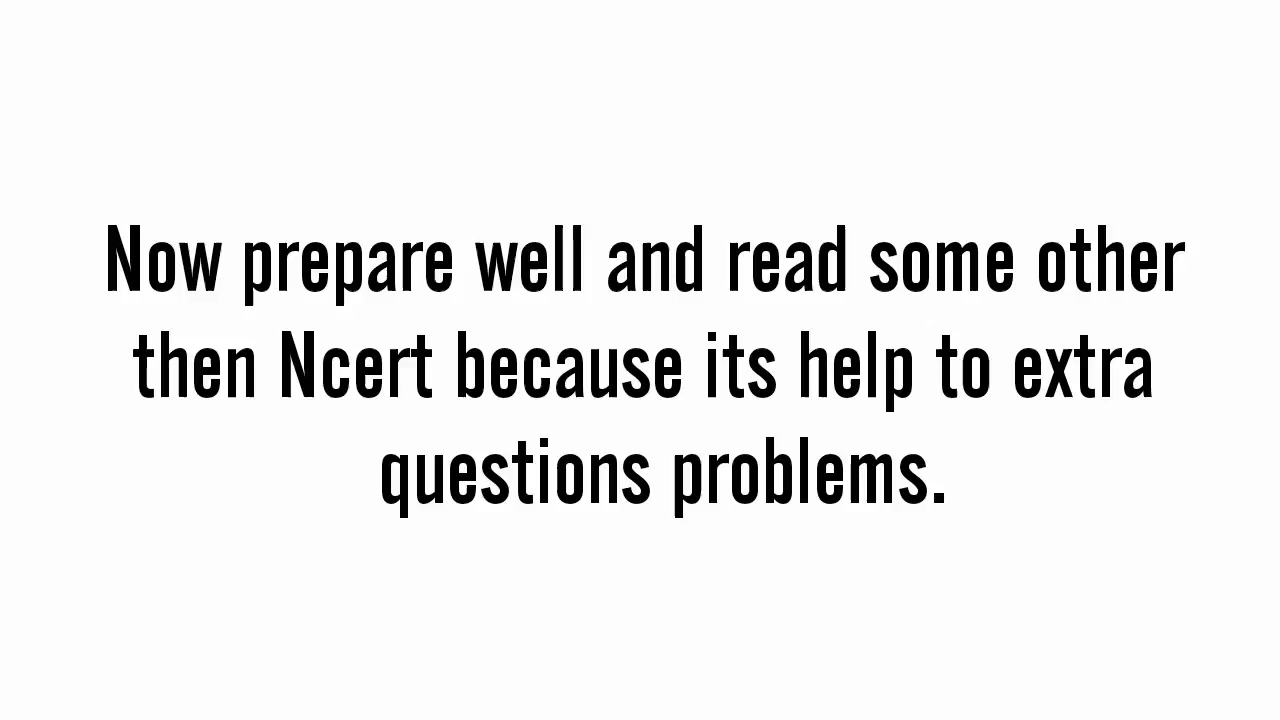 Now prepare well and read some other
then Ncert because its help to extra
questions problems.